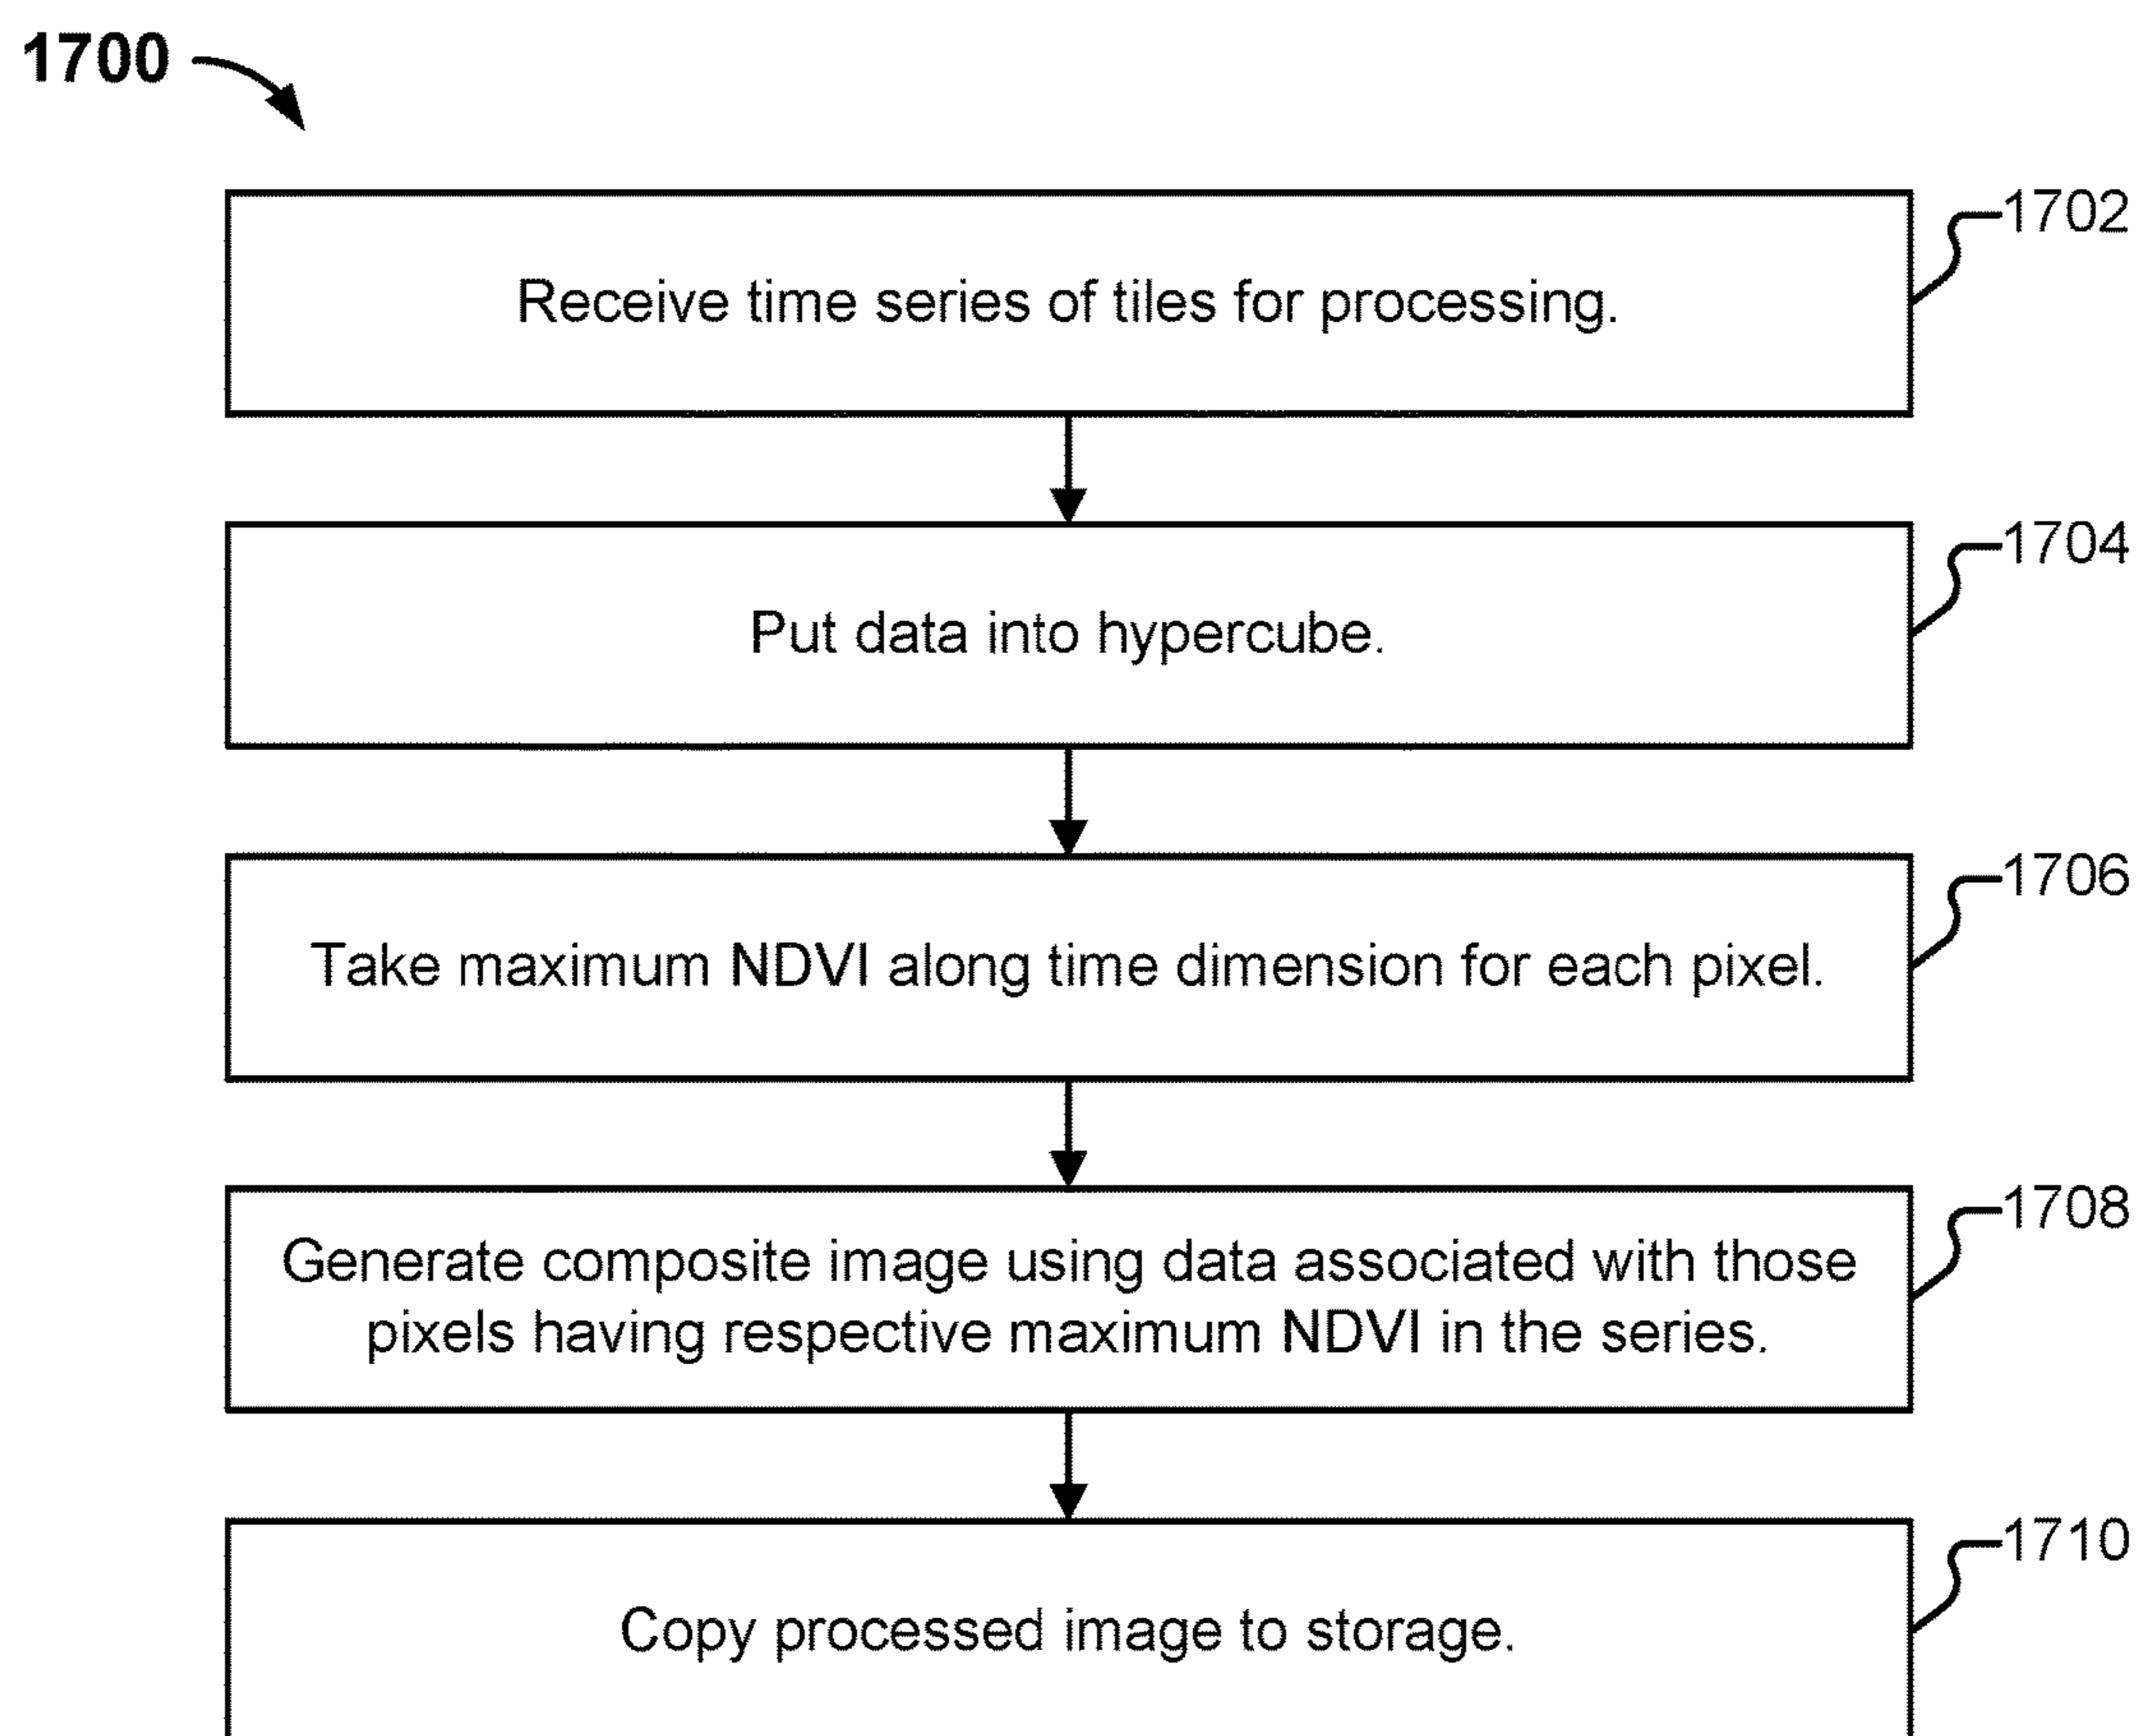 1700
1702
Receive time series of tiles for processing.
1704
Put data into hypercube.
1706
Take maximum NDVI along time dimension for each pixel.
1708
Generate composite image using data associated with those
pixels having respective maximum NDVI in the series.
1710
Copy processed image to storage.